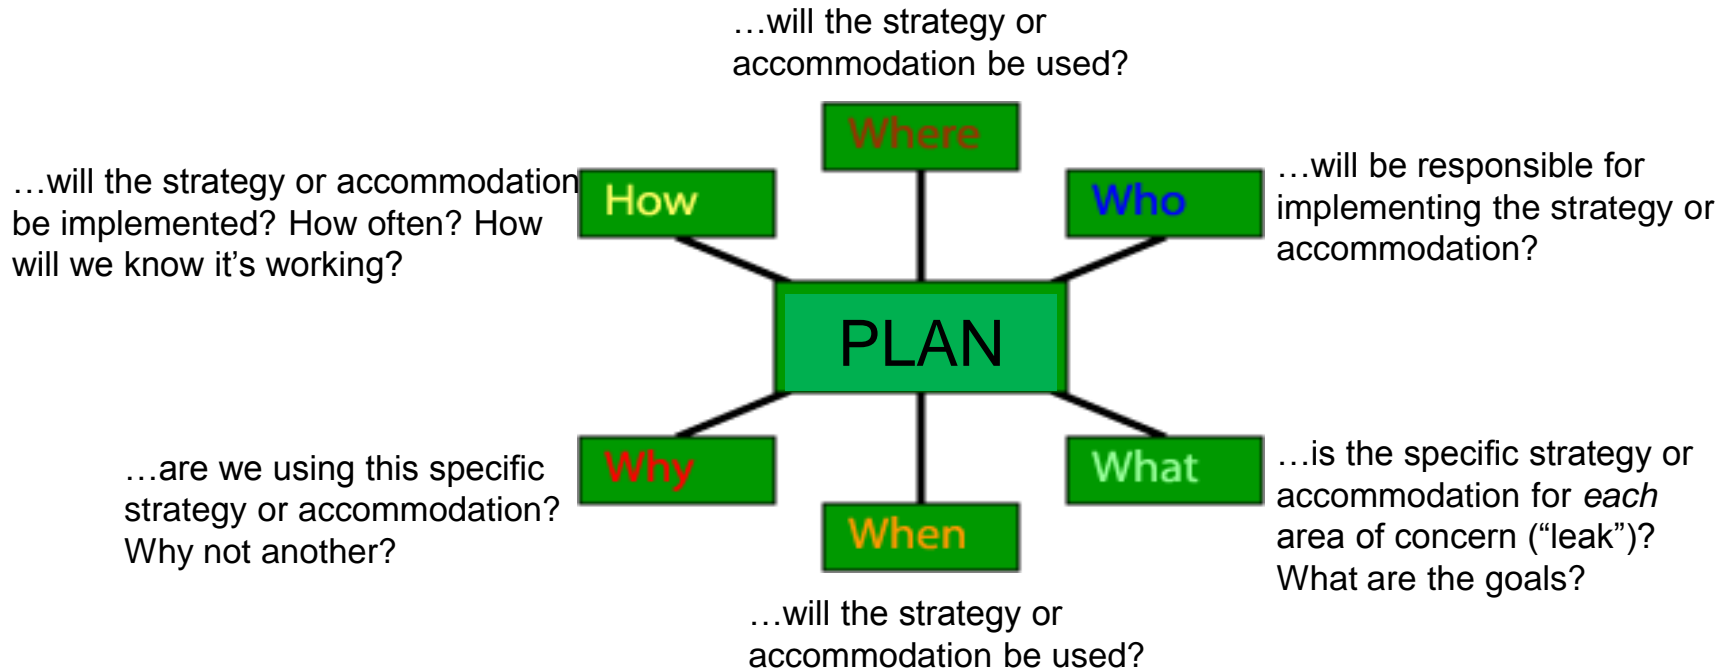 …will the strategy or
accommodation be used?
Where
…will the strategy or accommodation
be implemented? How often? How
will we know it’s working?
How
Who
…will be responsible for
implementing the strategy or
accommodation?
PLAN
…are we using this specific
strategy or accommodation?
Why not another?
Why
What
…is the specific strategy or
accommodation for each
area of concern (“leak”)?
What are the goals?
When
…will the strategy or
accommodation be used?